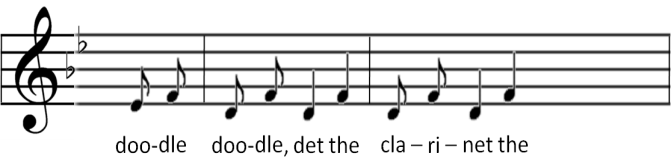 doo-dle doo-dle, det the cla – ri – net the